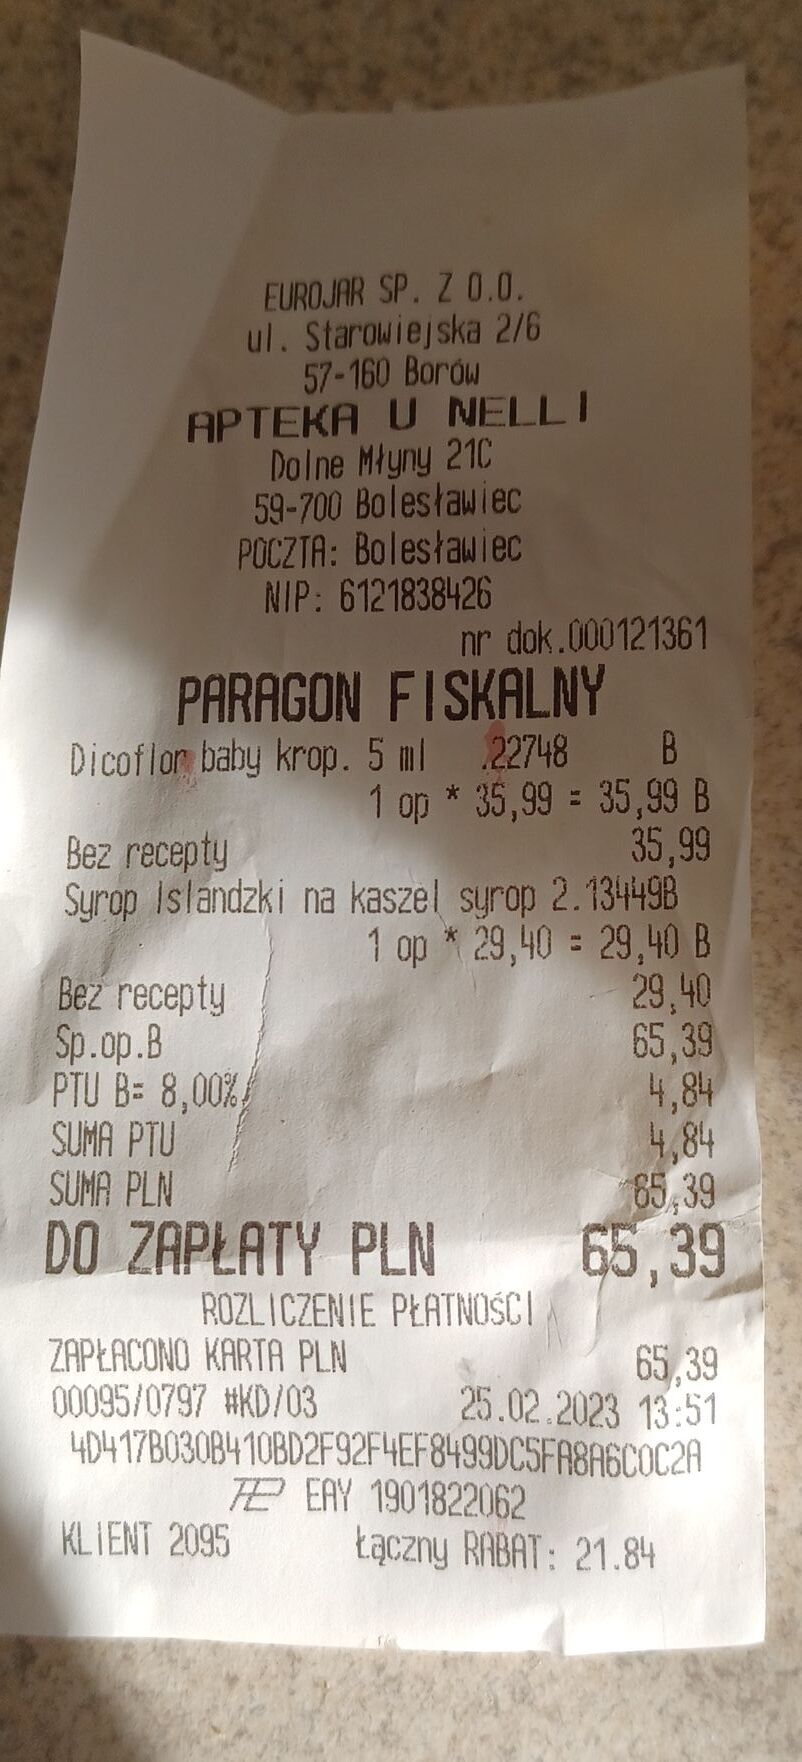 EUROJAR SP. Z O.O.
ul. Starowiejska 2/6
57-160 Borów
APTEKA U NELLI
Dolne Młyny 21C
59-700 Bolesławiec
POCZTA: Bolesławiec
NIP: 6121838426
nr dok.000121361
PARAGON FISKALNY
Dicoflor baby krop. 5 ml .22748 B
1 op * 35,99 = 35,99 B
Bez recepty 35,99
Syrop Islandzki na kaszel syrop 2.13449B
1 op * 29,40 = 29,40 B
Bez recepty 29,40
Sp.op.B 65,39
PTU B= 8,00% 4,84
SUMA PTU 4,84
SUMA PLN 65,39
DO ZAPŁATY PLN 65,39
ROZLICZENIE PŁATNOŚCI
ZAPŁACONO KARTA PLN 65,39
00095/0797 #KD/03 25.02.2023 13:51
4D417B030B410BD2F92F4EF8499DC5FA8A6C0C2A
EAY 1901822062
KLIENT 2095 Łączny RABAT: 21.84